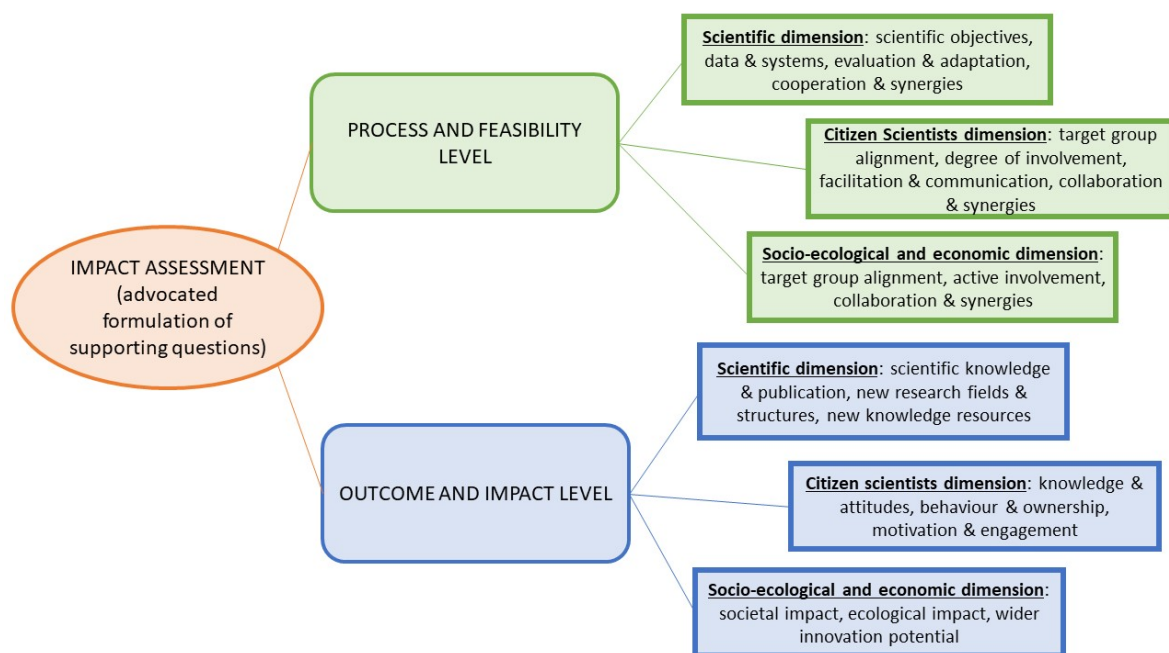 IMPACT ASSESSMENT
(advocated
formulation of
supporting questions)
PROCESS AND FEASIBILITY
LEVEL
Scientific dimension: scientific objectives,
data & systems, evaluation & adaptation,
cooperation & synergies
Citizen Scientists dimension: target group
alignment, degree of involvement,
facilitation & communication, collaboration
& synergies
Socio-ecological and economic dimension:
target group alignment, active involvement,
collaboration & synergies
OUTCOME AND IMPACT LEVEL
Scientific dimension: scientific knowledge
& publication, new research fields &
structures, new knowledge resources
Citizen scientists dimension: knowledge &
attitudes, behaviour & ownership,
motivation & engagement
Socio-ecological and economic dimension:
societal impact, ecological impact, wider
innovation potential